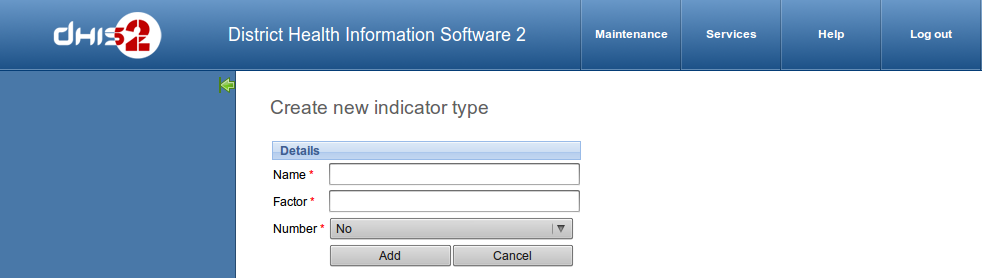 dhis2
District Health Information Software 2
Maintenance Services Help Log out
Create new indicator type
Details
Name *
Factor *
Number * No
Add Cancel